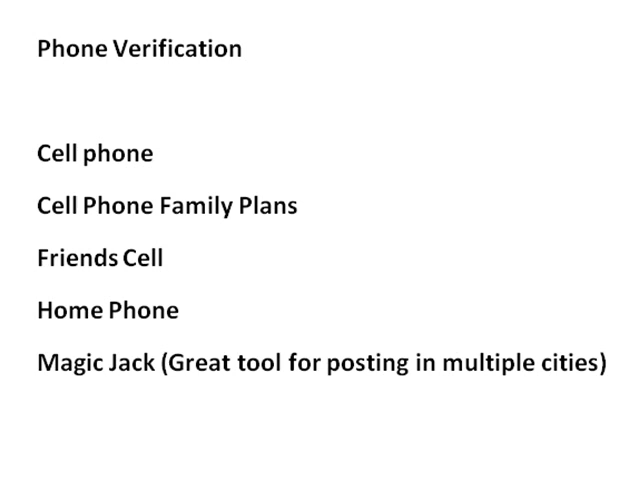 Phone Verification
Cell phone
Cell Phone Family Plans
Friends Cell
Home Phone
Magic Jack (Great tool for posting in multiple cities)